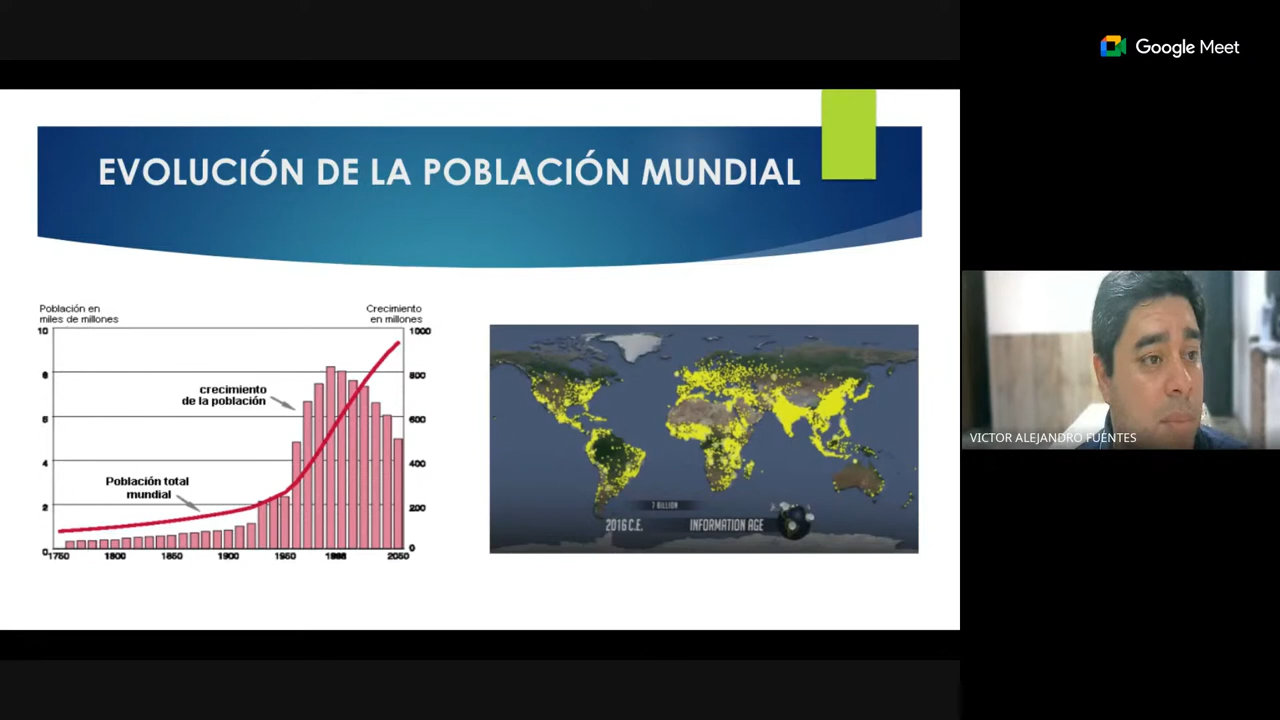 Google Meet
EVOLUCIÓN DE LA POBLACIÓN MUNDIAL
Población en
miles de millones
Crecimiento
en millones
10
8
6
4
2
0
1000
800
600
400
200
0
crecimiento
de la población
Población total
mundial
1750
1800
1850
1900
1950
1998
2050
7 BILLION
2016 C.E.
INFORMATION AGE
VICTOR ALEJANDRO FUENTES